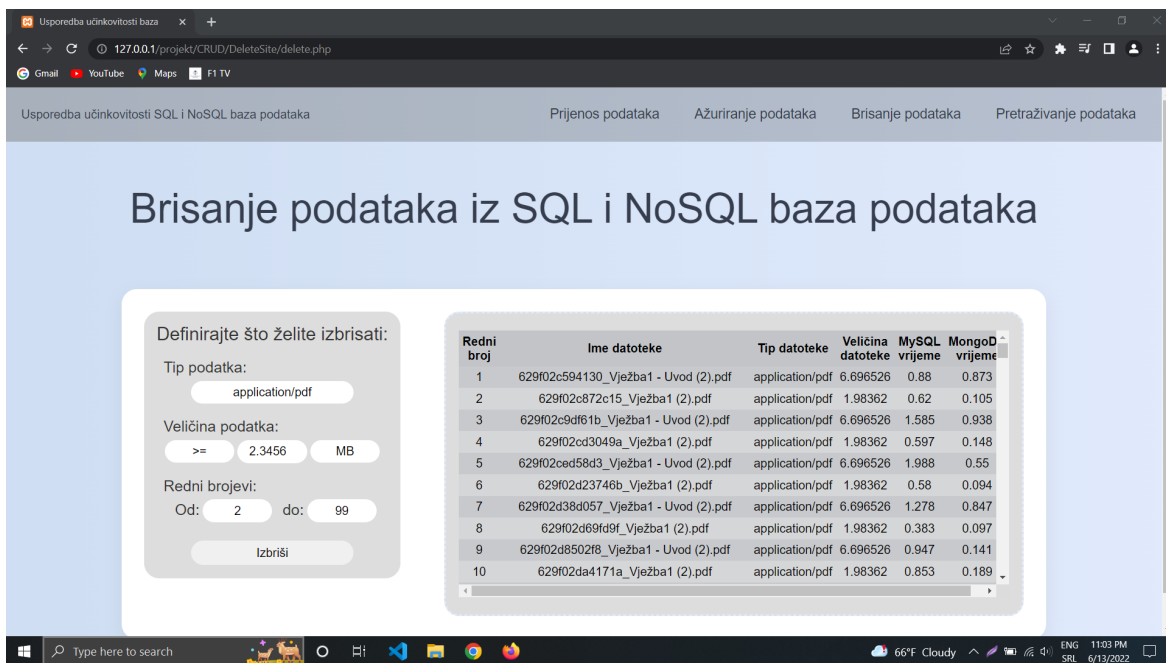 Usporedba učinkovitosti baza
127.0.0.1/projekt/CRUD/DeleteSite/delete.php
Gmail YouTube Maps F1 TV
Usporedba učinkovitosti SQL i NoSQL baza podataka Prijenos podataka Ažuriranje podataka Brisanje podataka Pretraživanje podataka
Brisanje podataka iz SQL i NoSQL baza podataka
Definirajte što želite izbrisati:
Tip podatka:
application/pdf
Veličina podatka:
>= 2.3456 MB
Redni brojevi:
Od: 2 do: 99
Izbriši
Redni broj Ime datoteke Tip datoteke Veličina datoteke MySQL vrijeme MongoD vrijeme
1 629f02c594130_Vježba1 - Uvod (2).pdf application/pdf 6.696526 0.88 0.873
2 629f02c872c15_Vježba1 (2).pdf application/pdf 1.98362 0.62 0.105
3 629f02c9df61b_Vježba1 - Uvod (2).pdf application/pdf 6.696526 1.585 0.938
4 629f02cd3049a_Vježba1 (2).pdf application/pdf 1.98362 0.597 0.148
5 629f02ced58d3_Vježba1 - Uvod (2).pdf application/pdf 6.696526 1.988 0.55
6 629f02d23746b_Vježba1 (2).pdf application/pdf 1.98362 0.58 0.094
7 629f02d38d057_Vježba1 - Uvod (2).pdf application/pdf 6.696526 1.278 0.847
8 629f02d69fd9f_Vježba1 (2).pdf application/pdf 1.98362 0.383 0.097
9 629f02d8502f8_Vježba1 - Uvod (2).pdf application/pdf 6.696526 0.947 0.141
10 629f02da4171a_Vježba1 (2).pdf application/pdf 1.98362 0.853 0.189
Type here to search 66°F Cloudy ENG 11:03 PM
SRL 6/13/2022